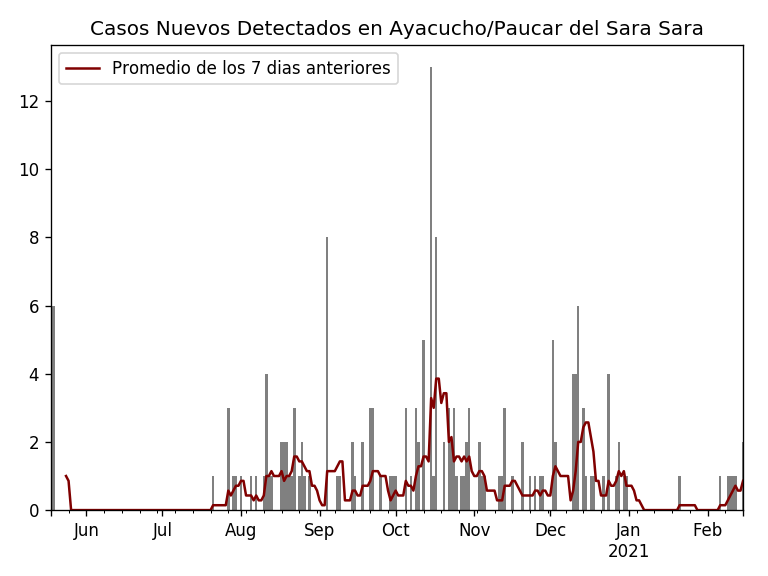 Casos Nuevos Detectados en Ayacucho/Paucar del Sara Sara
Promedio de los 7 dias anteriores
12
10
8
6
4
2
0
Jun Jul Aug Sep Oct Nov Dec Jan Feb
2021